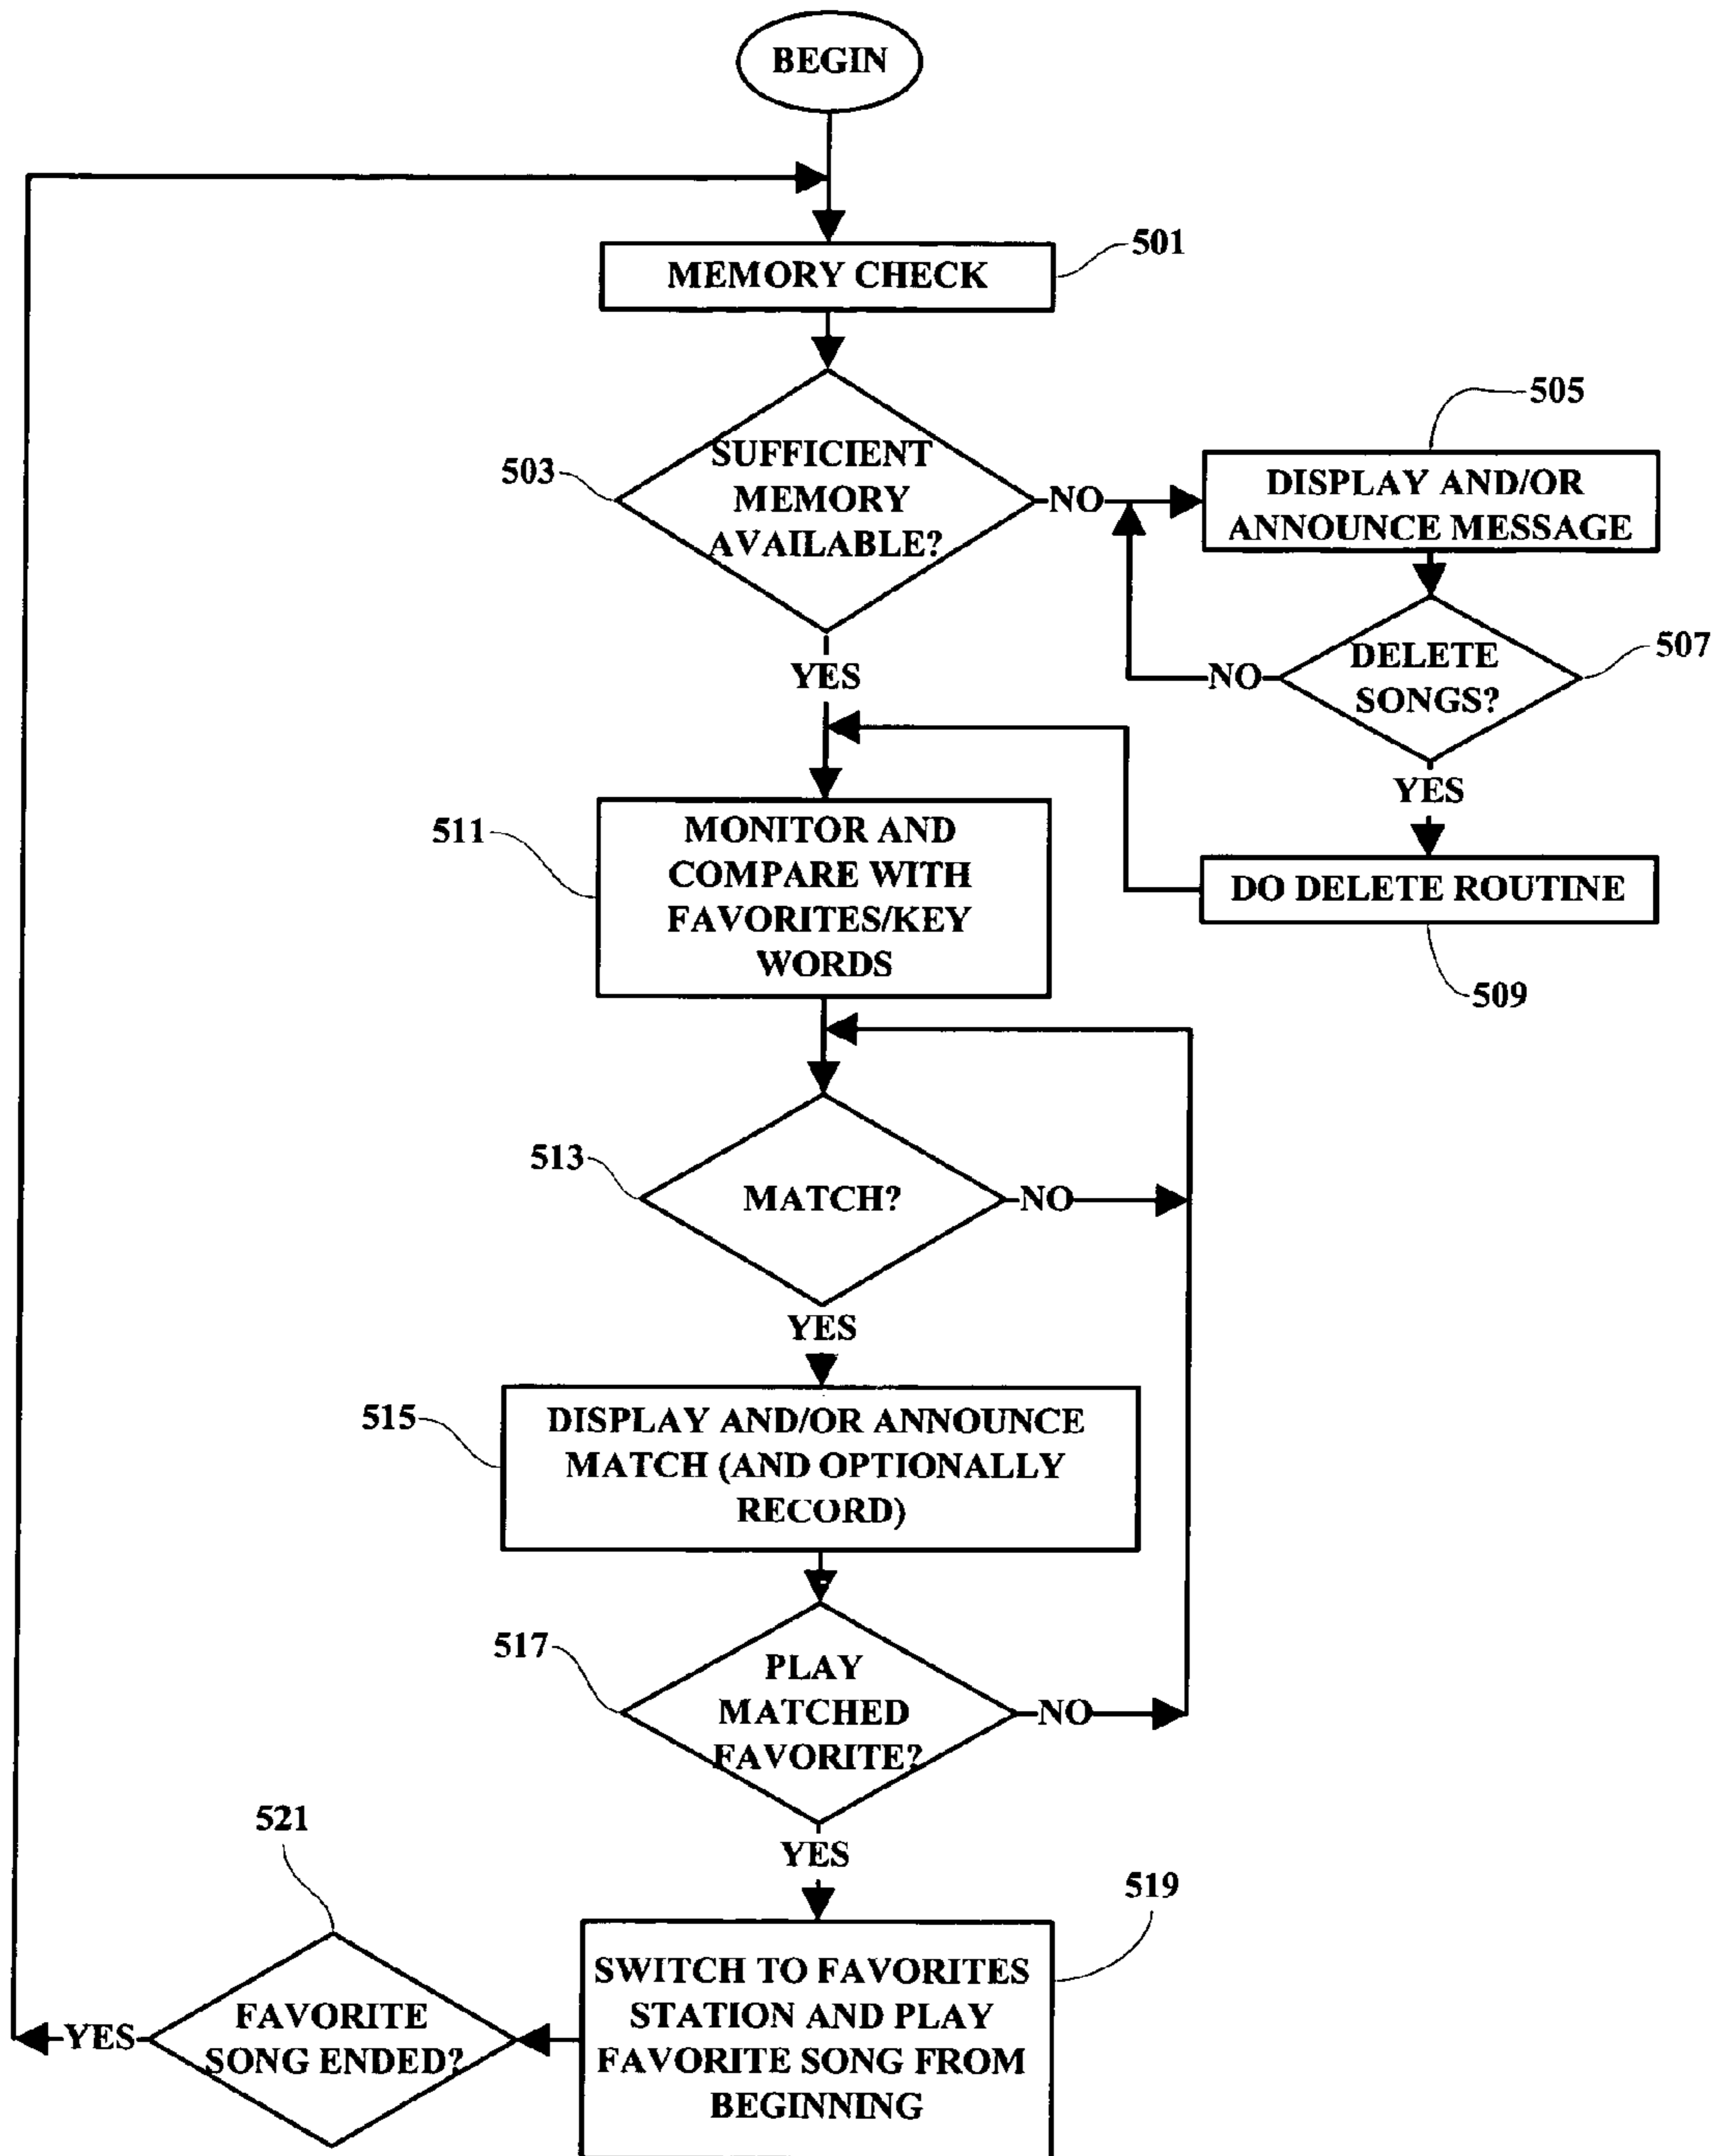 BEGIN
MEMORY CHECK
501
SUFFICIENT
MEMORY
AVAILABLE?
503
NO
YES
DISPLAY AND/OR
ANNOUNCE MESSAGE
505
DELETE
SONGS?
507
NO
YES
DO DELETE ROUTINE
509
MONITOR AND
COMPARE WITH
FAVORITES/KEY
WORDS
511
MATCH?
513
NO
YES
DISPLAY AND/OR ANNOUNCE
MATCH (AND OPTIONALLY
RECORD)
515
PLAY
MATCHED
FAVORITE?
517
NO
YES
SWITCH TO FAVORITES
STATION AND PLAY
FAVORITE SONG FROM
BEGINNING
519
FAVORITE
SONG ENDED?
521
YES